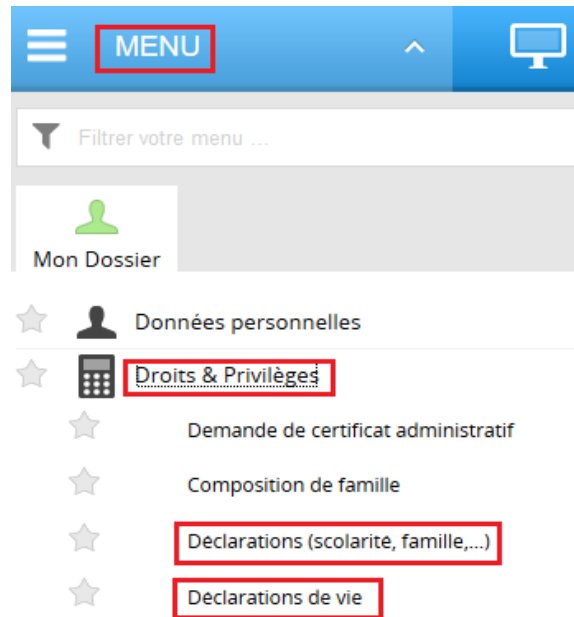 MENU
Filtrer votre menu ...
Mon Dossier
Données personnelles
Droits & Privilèges
Demande de certificat administratif
Composition de famille
Déclarations (scolarité, famille,...)
Déclarations de vie